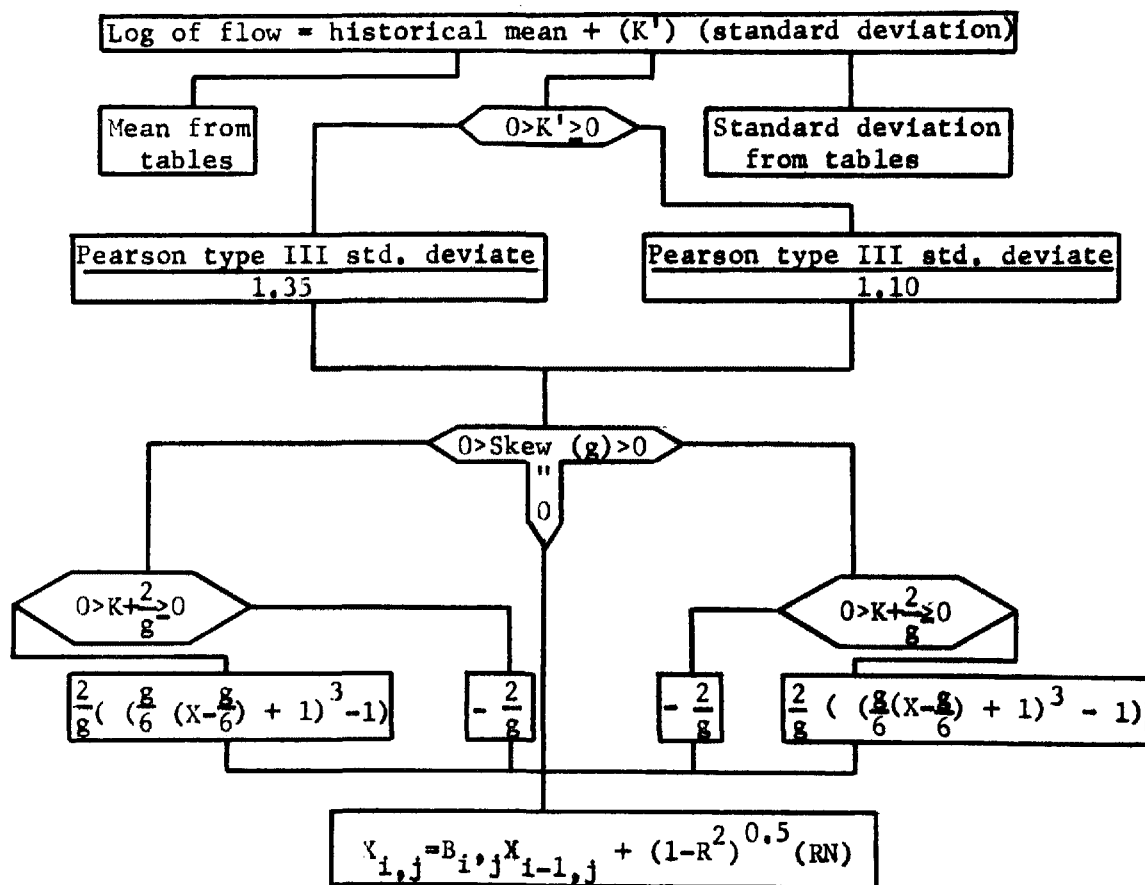 Log of flow = historical mean + (K') (standard deviation)
Mean from
tables
0>K'≥0
Standard deviation
from tables
Pearson type III std. deviate
1.35
Pearson type III std. deviate
1.10
0>Skew (g)>0
"
0
0>K+2/g≥0
0>K+2/g≤0
2/g( (g/6 (X-g/6) + 1)^3 -1)
- 2/g
- 2/g
2/g ( (g/6(X-g/6) + 1)^3 - 1)
X_i,j=B_i,jX_i-1,j + (1-R^2)^0.5(RN)